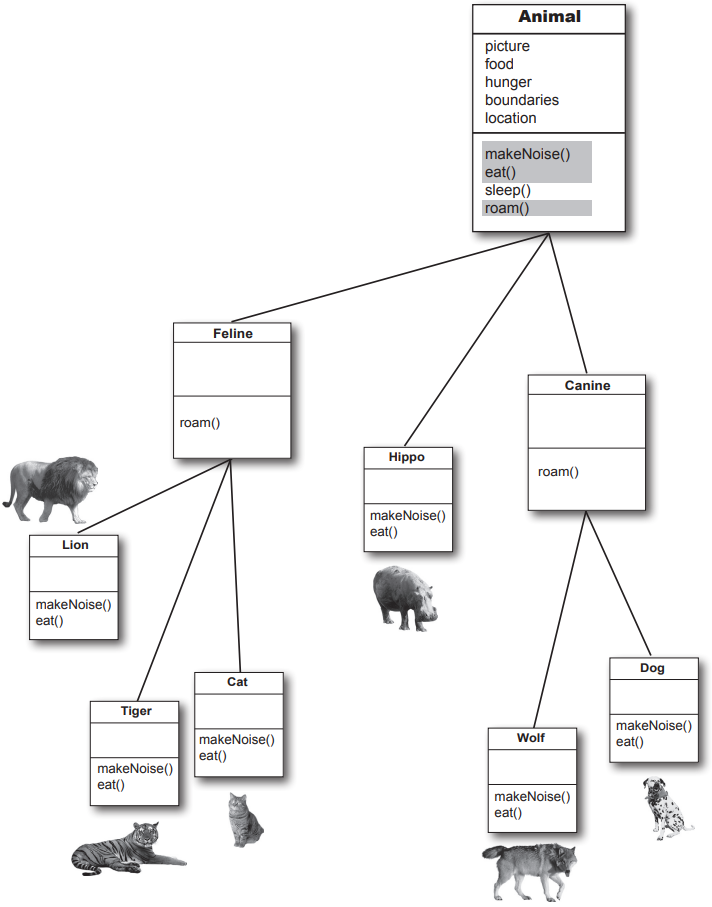 Animal
picture
food
hunger
boundaries
location
makeNoise()
eat()
sleep()
roam()
Feline
roam()
Canine
roam()
Hippo
makeNoise()
eat()
Lion
makeNoise()
eat()
Tiger
makeNoise()
eat()
Cat
makeNoise()
eat()
Wolf
makeNoise()
eat()
Dog
makeNoise()
eat()